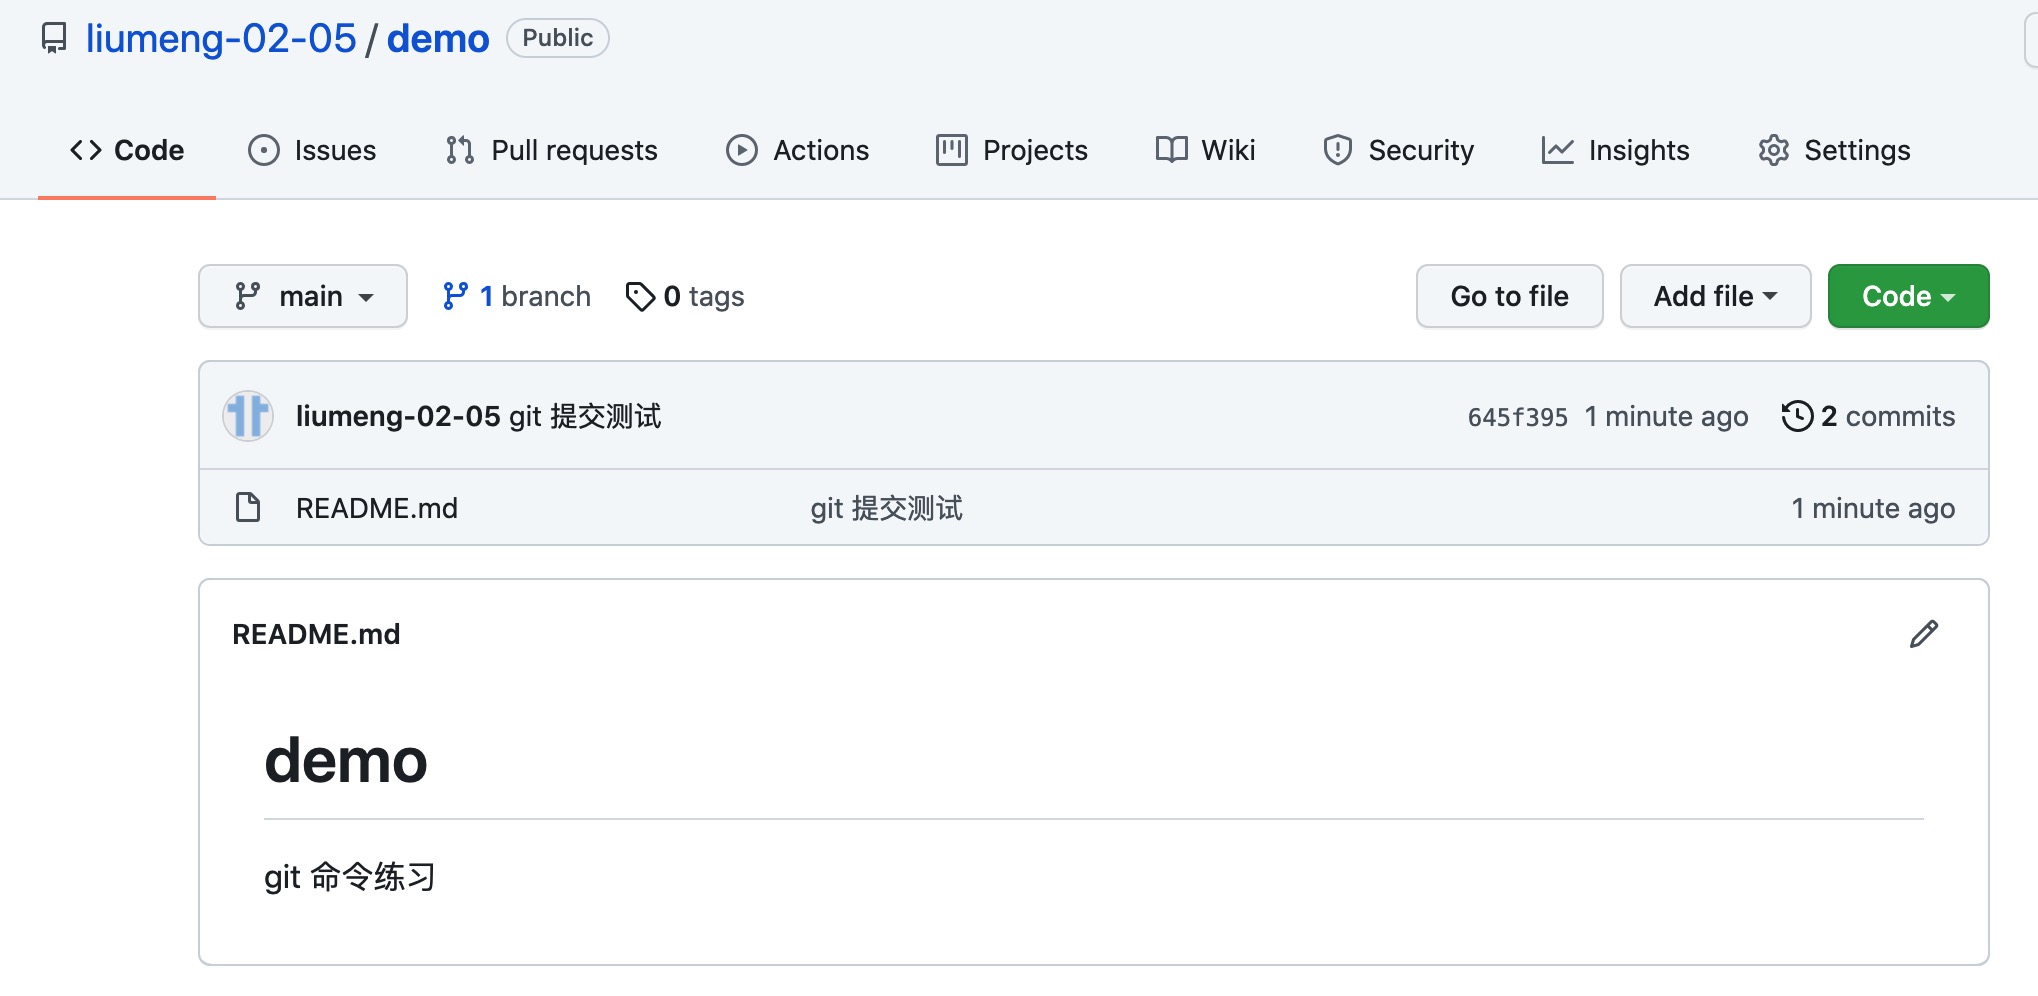 liumeng-02-05 / demo Public
Code Issues Pull requests Actions Projects Wiki Security Insights Settings
main 1 branch 0 tags Go to file Add file Code
liumeng-02-05 git 提交测试 645f395 1 minute ago 2 commits
README.md git 提交测试 1 minute ago
README.md
demo
git 命令练习